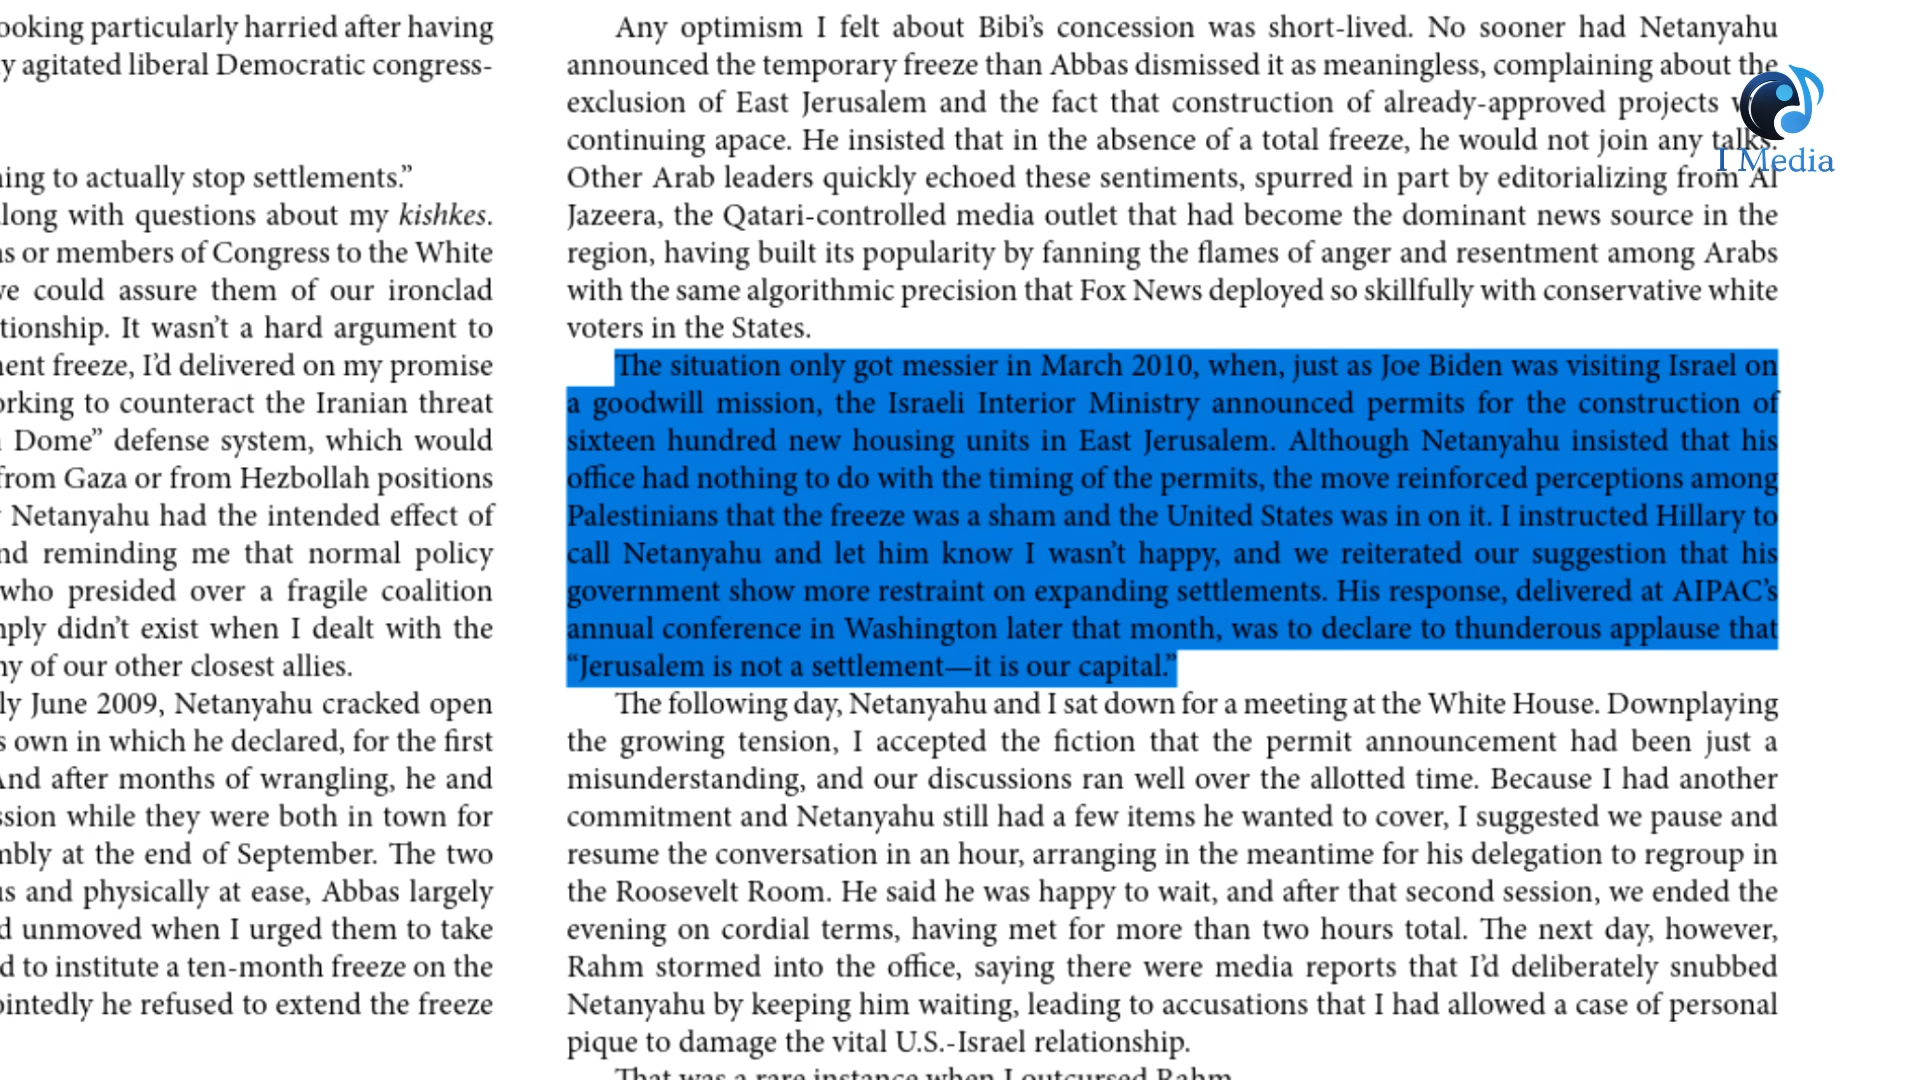 ooking particularly harried after having
y agitated liberal Democratic congress-
ing to actually stop settlements.”
long with questions about my kishkes.
s or members of Congress to the White
e could assure them of our ironclad
tionship. It wasn’t a hard argument to
ent freeze, I’d delivered on my promise
rking to counteract the Iranian threat
Dome” defense system, which would
from Gaza or from Hezbollah positions
Netanyahu had the intended effect of
nd reminding me that normal policy
who presided over a fragile coalition
ply didn’t exist when I dealt with the
y of our other closest allies.
ly June 2009, Netanyahu cracked open
s own in which he declared, for the first
And after months of wrangling, he and
ssion while they were both in town for
mbly at the end of September. The two
s and physically at ease, Abbas largely
d unmoved when I urged them to take
d to institute a ten-month freeze on the
ointedly he refused to extend the freeze
Any optimism I felt about Bibi’s concession was short-lived. No sooner had Netanyahu
announced the temporary freeze than Abbas dismissed it as meaningless, complaining about the
exclusion of East Jerusalem and the fact that construction of already-approved projects
continuing apace. He insisted that in the absence of a total freeze, he would not join any talks.
Other Arab leaders quickly echoed these sentiments, spurred in part by editorializing from Al
Jazeera, the Qatari-controlled media outlet that had become the dominant news source in the
region, having built its popularity by fanning the flames of anger and resentment among Arabs
with the same algorithmic precision that Fox News deployed so skillfully with conservative white
voters in the States.
The situation only got messier in March 2010, when, just as Joe Biden was visiting Israel on
a goodwill mission, the Israeli Interior Ministry announced permits for the construction of
sixteen hundred new housing units in East Jerusalem. Although Netanyahu insisted that his
office had nothing to do with the timing of the permits, the move reinforced perceptions among
Palestinians that the freeze was a sham and the United States was in on it. I instructed Hillary to
call Netanyahu and let him know I wasn’t happy, and we reiterated our suggestion that his
government show more restraint on expanding settlements. His response, delivered at AIPAC’s
annual conference in Washington later that month, was to declare to thunderous applause that
“Jerusalem is not a settlement—it is our capital.”
The following day, Netanyahu and I sat down for a meeting at the White House. Downplaying
the growing tension, I accepted the fiction that the permit announcement had been just a
misunderstanding, and our discussions ran well over the allotted time. Because I had another
commitment and Netanyahu still had a few items he wanted to cover, I suggested we pause and
resume the conversation in an hour, arranging in the meantime for his delegation to regroup in
the Roosevelt Room. He said he was happy to wait, and after that second session, we ended the
evening on cordial terms, having met for more than two hours total. The next day, however,
Rahm stormed into the office, saying there were media reports that I’d deliberately snubbed
Netanyahu by keeping him waiting, leading to accusations that I had allowed a case of personal
pique to damage the vital U.S.-Israel relationship.
That was a rare instance when I outcursed Rahm.
I Media